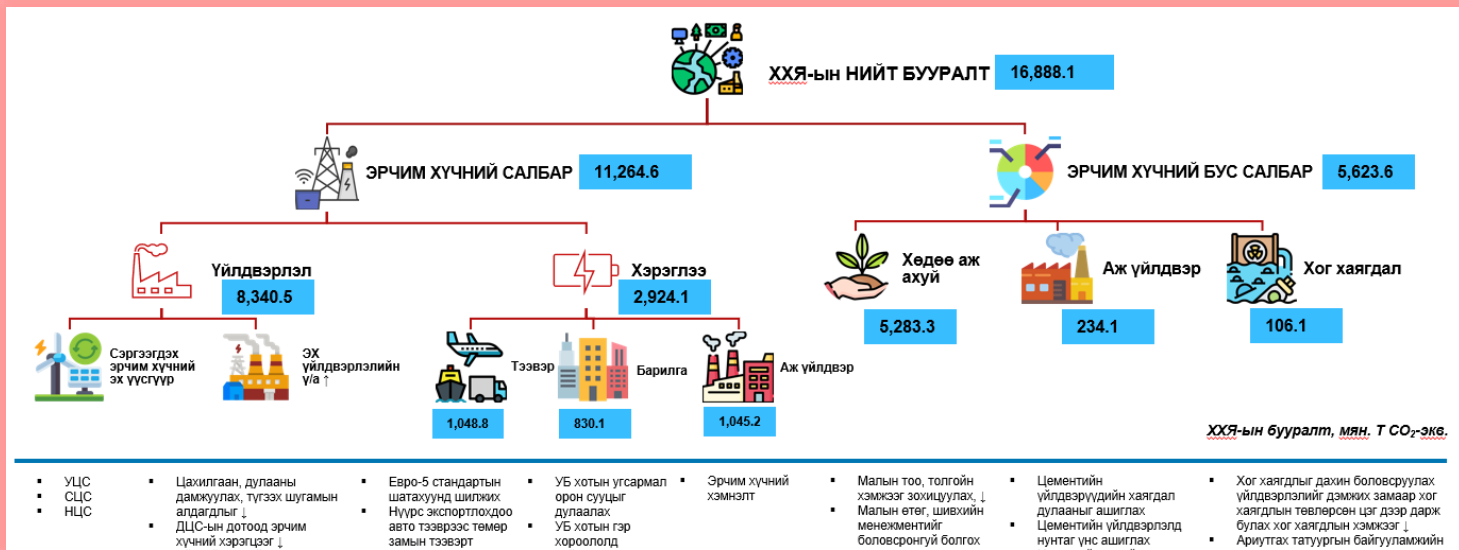 ХХЯ-ын НИЙТ БУУРАЛТ 16,888.1
ЭРЧИМ ХҮЧНИЙ САЛБАР 11,264.6
ЭРЧИМ ХҮЧНИЙ БУС САЛБАР 5,623.6
Үйлдвэрлэл
8,340.5
Хэрэглээ
2,924.1
Хөдөө аж
ахуй
5,283.3
Аж үйлдвэр
234.1
Хог хаягдал
106.1
Сэргээгдэх
эрчим хүчний
эх үүсгүүр
ЭХ
үйлдвэрлэлийн
ү/а ↑
Тээвэр
1,048.8
Барилга
830.1
Аж үйлдвэр
1,045.2
ХХЯ-ын бууралт, мян. Т CO₂-экв.
▪ УЦС
▪ СЦС
▪ НЦС
▪ Цахилгаан, дулааны
дамжуулах, түгээх шугамын
алдагдлыг ↓
▪ ДЦС-ын дотоод эрчим
хүчний хэрэгцээг ↓
▪ Евро-5 стандартын
шатахуунд шилжих
▪ Нүүрс экспортлохдоо
авто тээврээс төмөр
замын тээвэрт
▪ УБ хотын угсармал
орон сууцыг
дулаалах
▪ УБ хотын гэр
хороололд
▪ Эрчим хүчний
хэмнэлт
▪ Малын тоо, толгойн
хэмжээг зохицуулах, ↓
▪ Малын өтөг, шивхийн
менежментийг
боловсронгуй болгох
▪ Цементийн
үйлдвэрүүдийн хаягдал
дулааныг ашиглах
▪ Цементийн үйлдвэрлэлд
нунтаг үнс ашиглах
▪ Хог хаягдлыг дахин боловсруулах
үйлдвэрлэлийг дэмжих замаар хог
хаягдлын төвлөрсөн цэг дээр дарж
булах хог хаягдлын хэмжээг ↓
▪ Ариутгах татуургын байгууламжийн